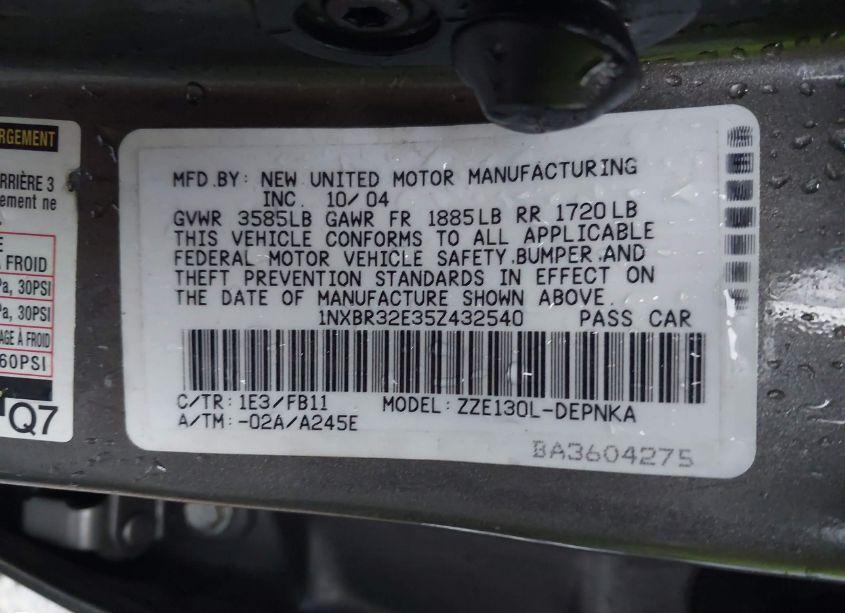 RGEMENT
RRIÈRE 3
ement ne
E
À FROID
Pa, 30PSI
Pa, 30PSI
AGE À FROID
60PSI
Q7
MFD.BY: NEW UNITED MOTOR MANUFACTURING
INC. 10/04
GVWR 3585LB GAWR FR 1885LB RR 1720LB
THIS VEHICLE CONFORMS TO ALL APPLICABLE
FEDERAL MOTOR VEHICLE SAFETY,BUMPER,AND
THEFT PREVENTION STANDARDS IN EFFECT ON
THE DATE OF MANUFACTURE SHOWN ABOVE.
1NXBR32E35Z432540 PASS CAR
C/TR: 1E3/FB11 MODEL: ZZE130L-DEPNKA
A/TM: -02A/A245E
BA3604275